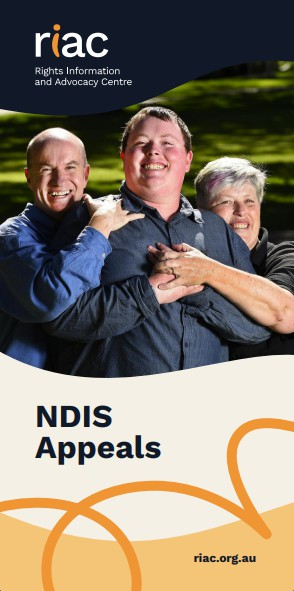 riac
Rights Information
and Advocacy Centre
NDIS
Appeals
riac.org.au